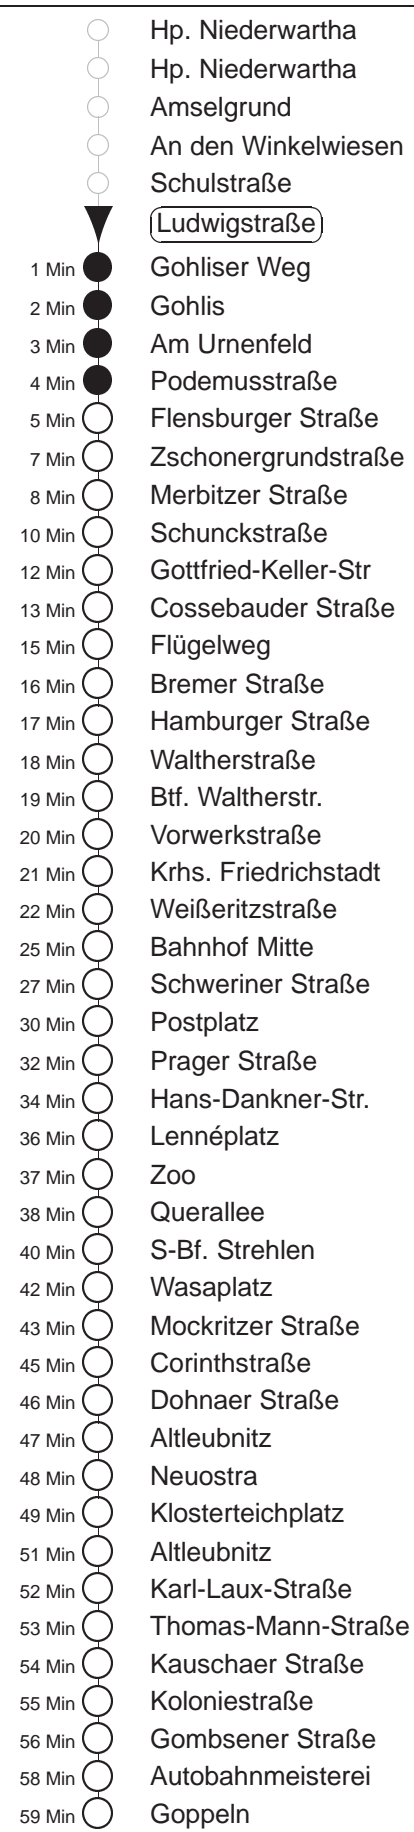 Hp. Niederwartha
Hp. Niederwartha
Amselgrund
An den Winkelwiesen
Schulstraße
Ludwigstraße
1 Min Gohliser Weg
2 Min Gohlis
3 Min Am Urnenfeld
4 Min Podemusstraße
5 Min Flensburger Straße
7 Min Zschonergrundstraße
8 Min Merbitzer Straße
10 Min Schunckstraße
12 Min Gottfried-Keller-Str
13 Min Cossebauder Straße
15 Min Flügelweg
16 Min Bremer Straße
17 Min Hamburger Straße
18 Min Waltherstraße
19 Min Btf. Waltherstr.
20 Min Vorwerkstraße
21 Min Krhs. Friedrichstadt
22 Min Weißeritzstraße
25 Min Bahnhof Mitte
27 Min Schweriner Straße
30 Min Postplatz
32 Min Prager Straße
34 Min Hans-Dankner-Str.
36 Min Lennéplatz
37 Min Zoo
38 Min Querallee
40 Min S-Bf. Strehlen
42 Min Wasaplatz
43 Min Mockritzer Straße
45 Min Corinthstraße
46 Min Dohnaer Straße
47 Min Altleubnitz
48 Min Neuostra
49 Min Klosterteichplatz
51 Min Altleubnitz
52 Min Karl-Laux-Straße
53 Min Thomas-Mann-Straße
54 Min Kauschaer Straße
55 Min Koloniestraße
56 Min Gombsener Straße
58 Min Autobahnmeisterei
59 Min Goppeln